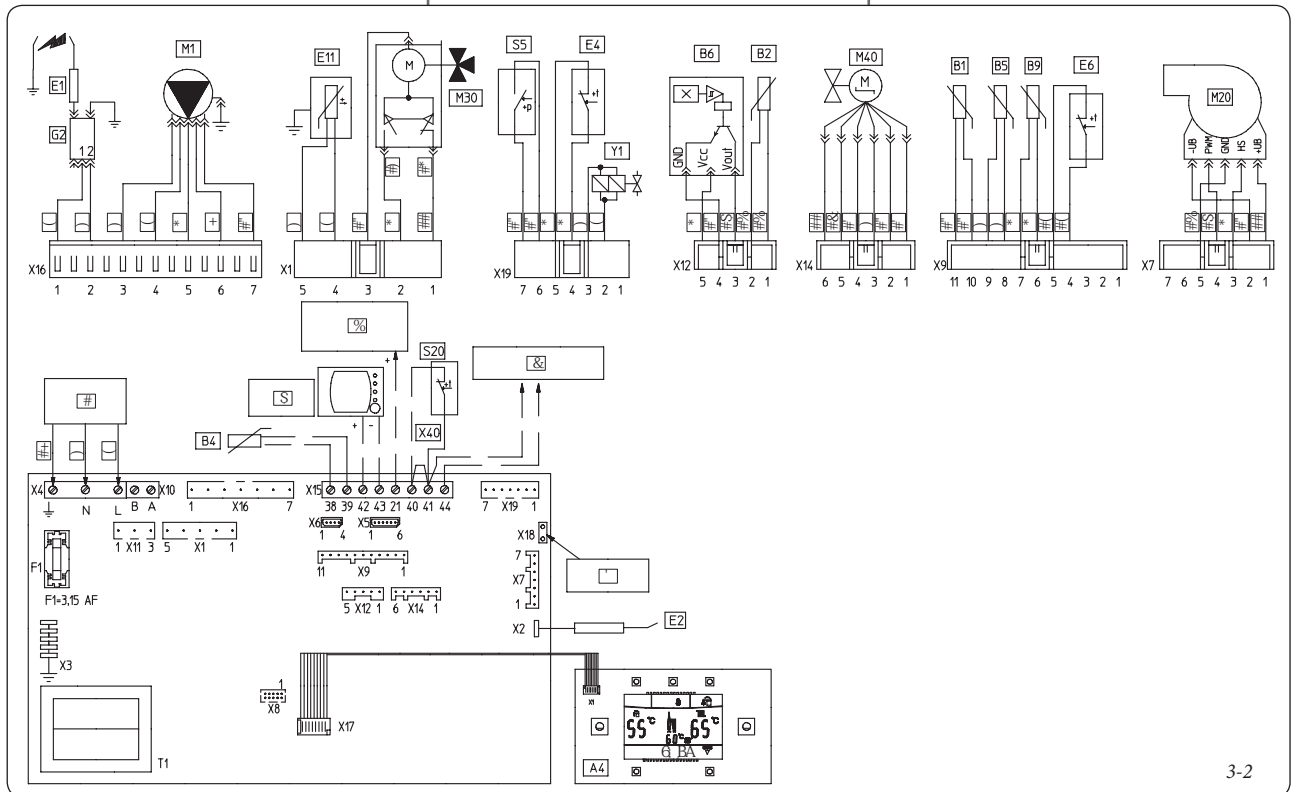 M1
E1
G2
1 2
E11
M
M30
S5
+p
E4
+t
Y1
B6
B2
GND
Vcc
Vout
M40
M
B1
B5
B9
E6
+t
M20
-UB
PWM
GND
HS
+UB
X16
1 2 3 4 5 6 7
X1
5 4 3 2 1
X19
7 6 5 4 3 2 1
X12
5 4 3 2 1
X14
6 5 4 3 2 1
X9
11 10 9 8 7 6 5 4 3 2 1
X7
7 6 5 4 3 2 1
%
S20
+t
&
#
S
+ -
+
B4
X40
X4
N L B A
X10
1 X16 7
X15
38 39 42 43 21 40 41 44
7 X19 1
1 X11 3
5 X1 1
X6
1 4
X5
1 6
X18
F1
11 X9 1
7
X7
1
F1=3,15 AF
5 X12 1
6 X14 1
X2
E2
X3
1
X8
X17
X1
55 °C
65 °C
60 °C
6 BA
A4
T1
3-2